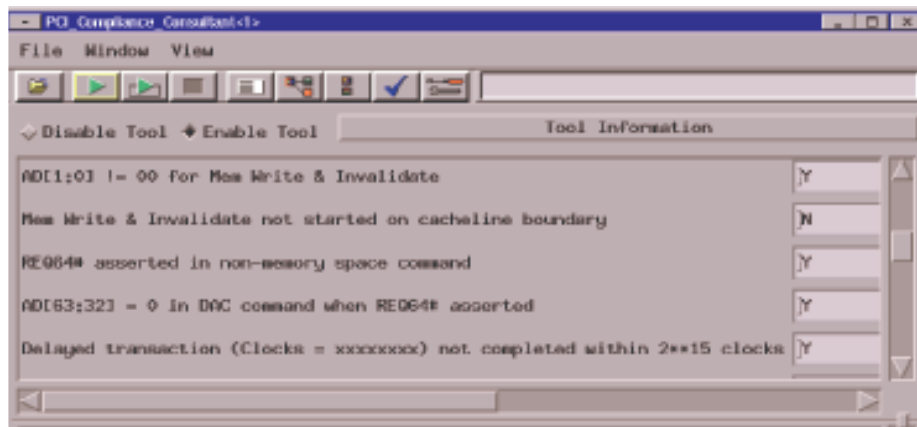 PCI_Compliance_Consultant<1>
File Window View
Disable Tool Enable Tool Tool Information
AD[1:0] != 00 for Mem Write & Invalidate Y
Mem Write & Invalidate not started on cacheline boundary N
REQ64# asserted in non-memory space command Y
AD[63:32] = 0 in DAC command when REQ64# asserted Y
Delayed transaction (Clocks = xxxxxxxx) not completed within 2**15 clocks Y